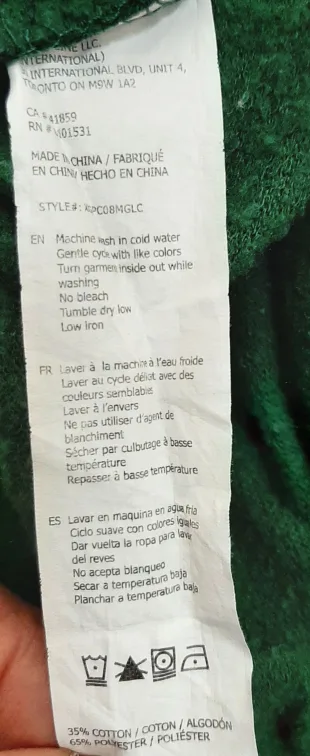 LLC.
INTERNATIONAL)
INTERNATIONAL BLVD, UNIT 4,
ON M9W 1A2
CA # 41859
RN #
MADE IN CHINA / FABRIQUÉ
EN CHINE/ HECHO EN CHINA
STYLE#: PC08MGLC
EN Machine wash in cold water
Gentle cycle with like colors
Turn garment inside out while
washing
No bleach
Tumble dry low
Low iron
FR Laver à la machine à l'eau froide
Laver au cycle délicat avec des
couleurs semblables
Laver à l'envers
Ne pas utiliser d'agent de
blanchiment
Sécher par culbutage à basse
température
Repasser à basse température
ES Lavar en maquina en agua fria
Ciclo suave con colores iguales
Dar vuelta la ropa para lavar
del reves
No acepta blanqueo
Secar a temperatura baja
Planchar a temperatura baja
35% COTTON / COTON / ALGODÓN
65% POLYESTER / POLIÉSTER